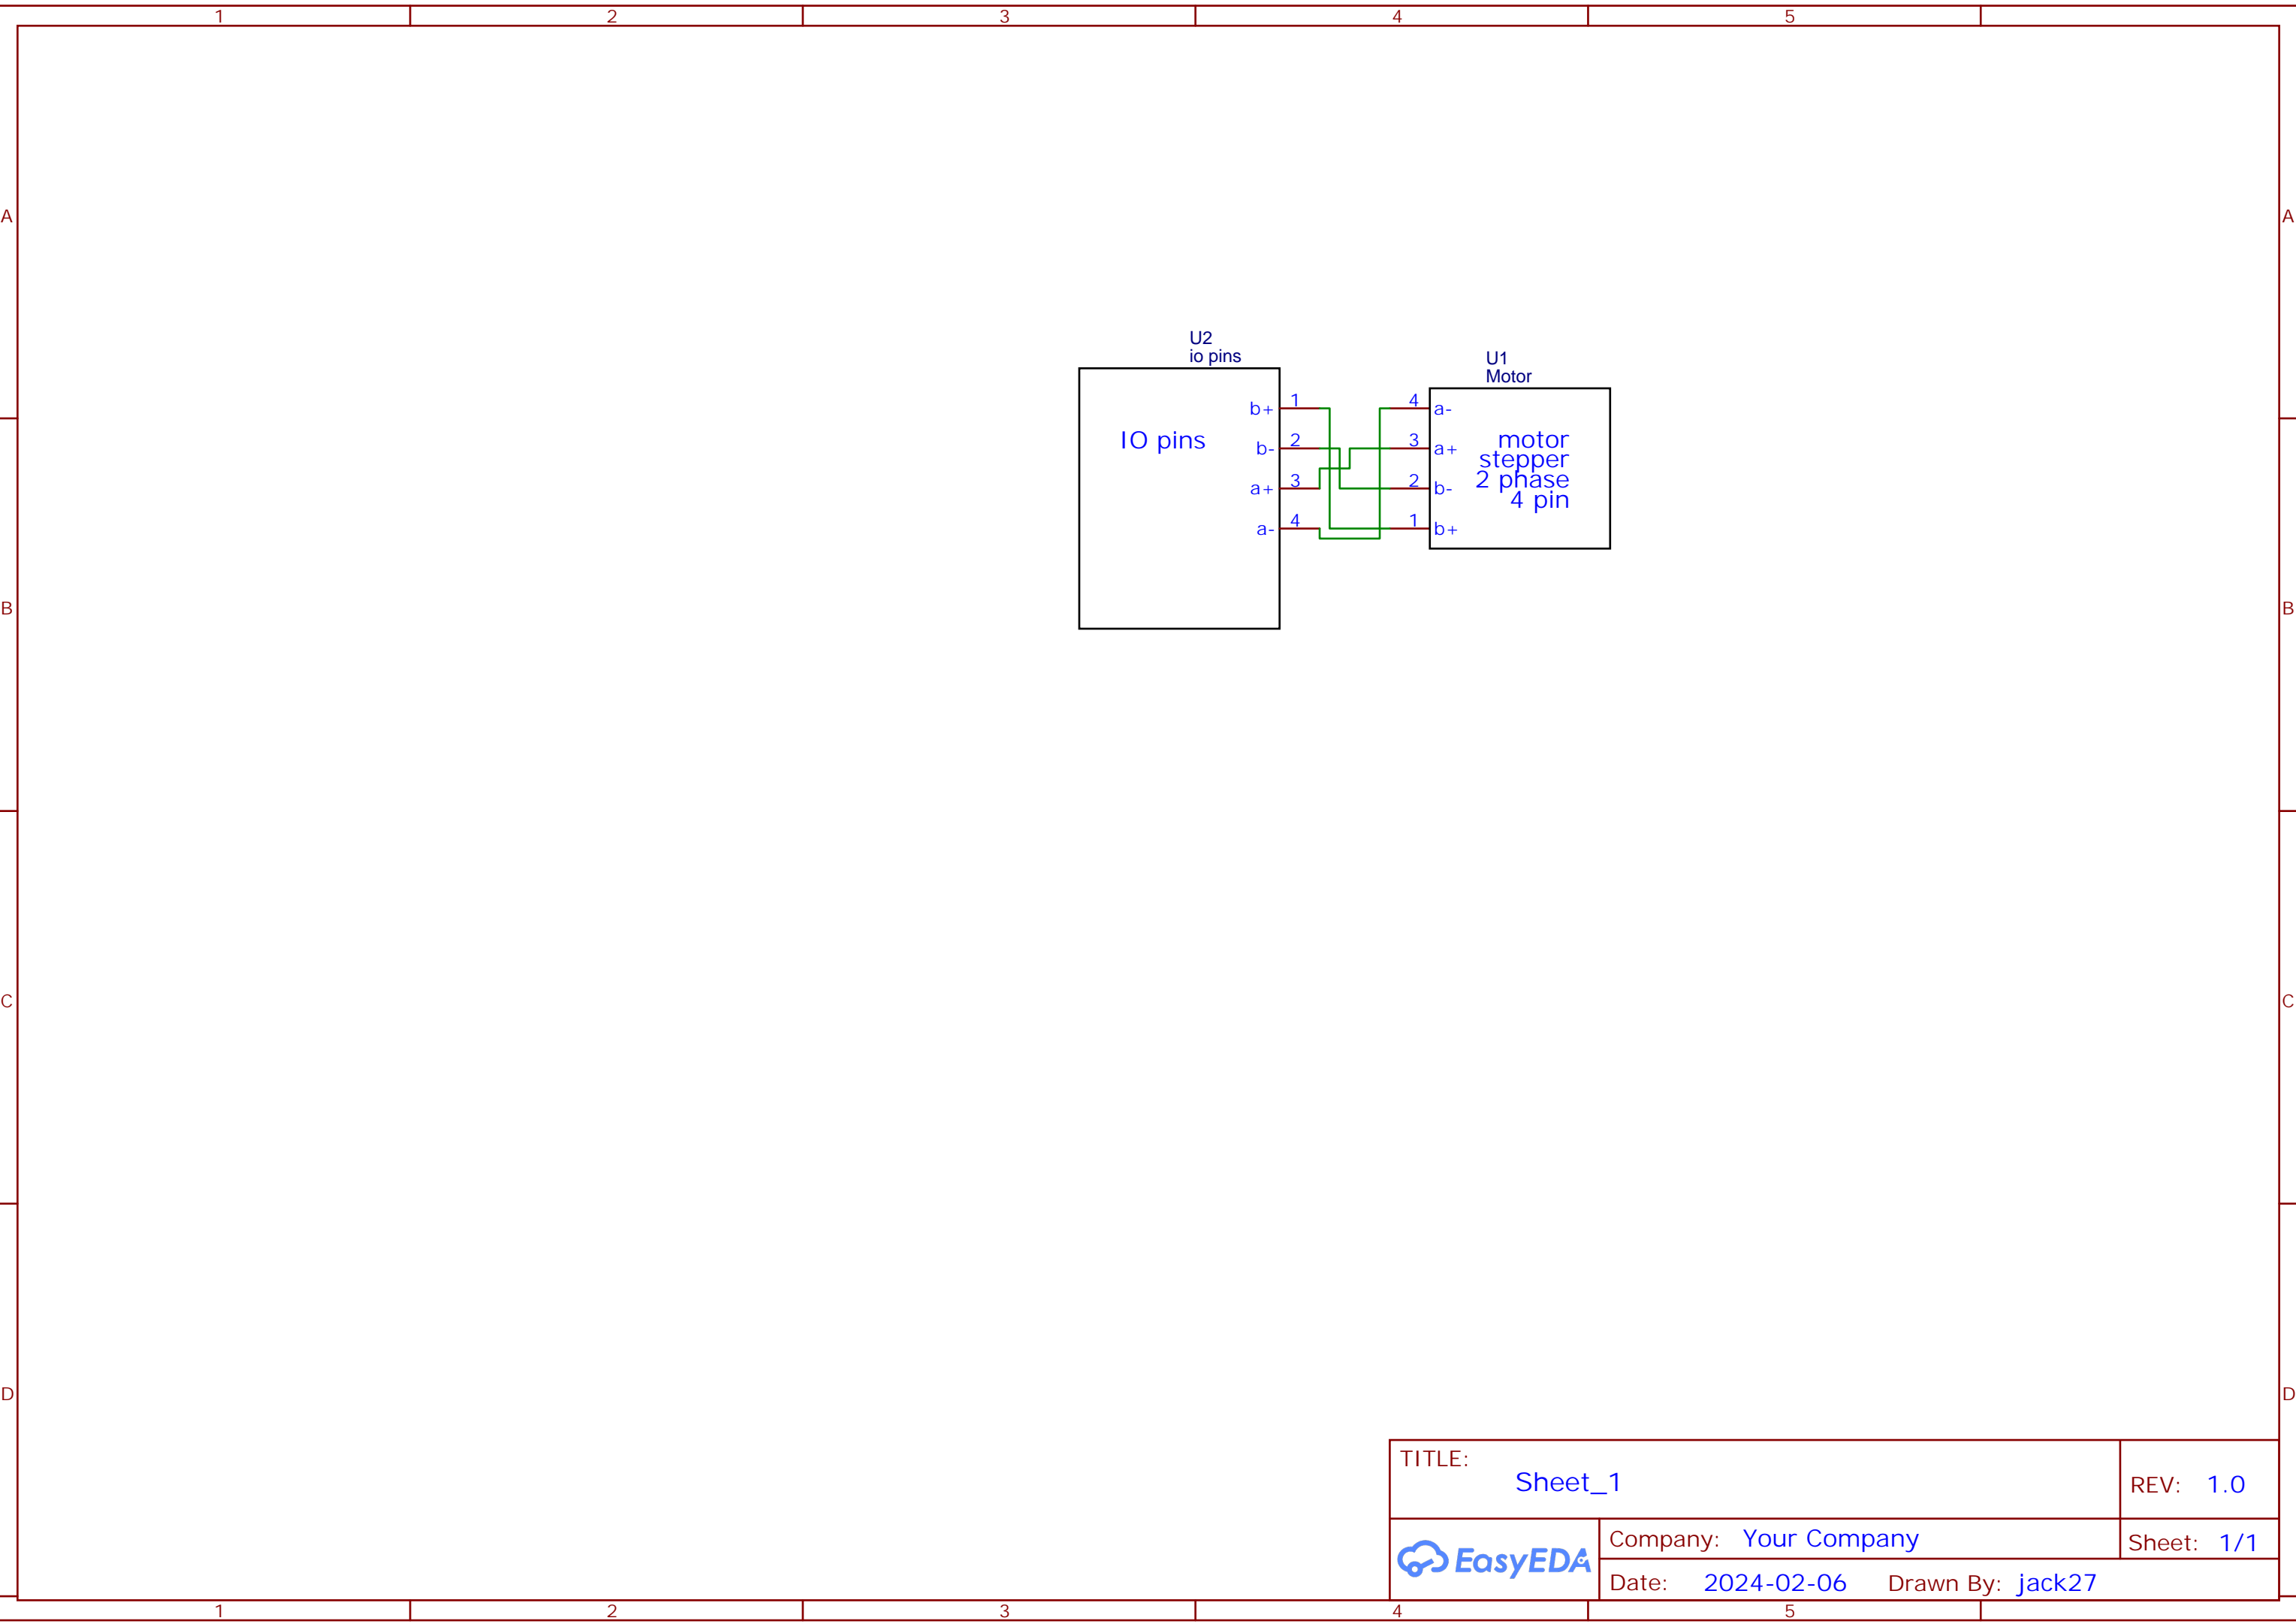 1 2 3 4 5
A A
U2
io pins
U1
Motor
b+ 1 4 a-
IO pins
b- 2 3 a+
motor
stepper
2 phase
4 pin
a+ 3 2 b-
a- 4 1 b+
B B
C C
D D
TITLE:
Sheet_1
REV: 1.0
EasyEDA
Company: Your Company
Sheet: 1/1
Date: 2024-02-06 Drawn By: jack27
1 2 3 4 5